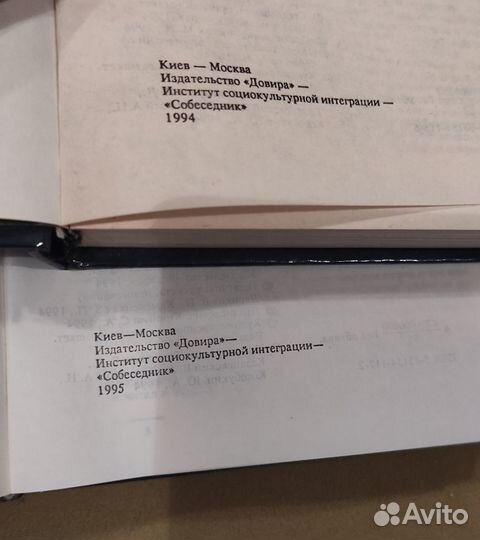 Киев — Москва
Издательство «Довира» —
Институт социокультурной интеграции —
«Собеседник»
1994
Киев—Москва
Издательство «Довира»—
Институт социокультурной интеграции—
«Собеседник»
1995
Avito